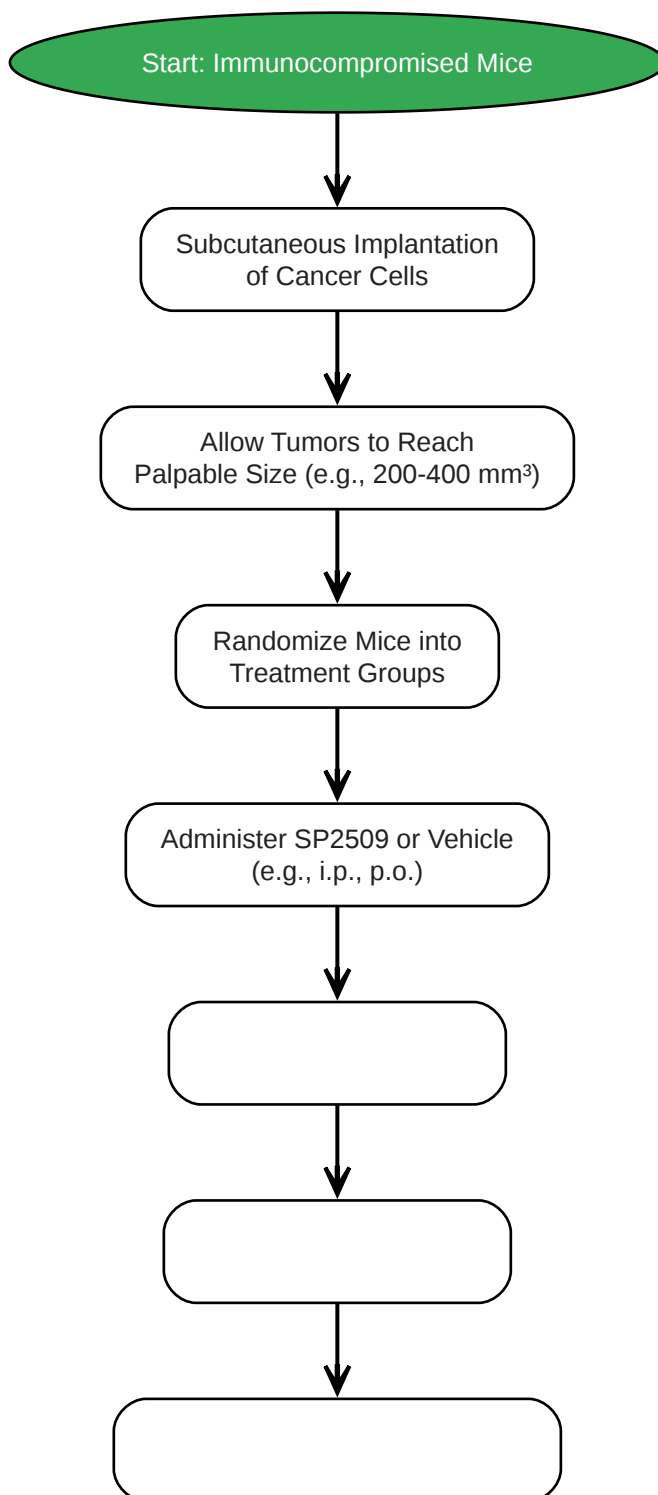 Start: Immunocompromised Mice
Subcutaneous Implantation
of Cancer Cells
Allow Tumors to Reach
Palpable Size (e.g., 200-400 mm³)
Randomize Mice into
Treatment Groups
Administer SP2509 or Vehicle
(e.g., i.p., p.o.)